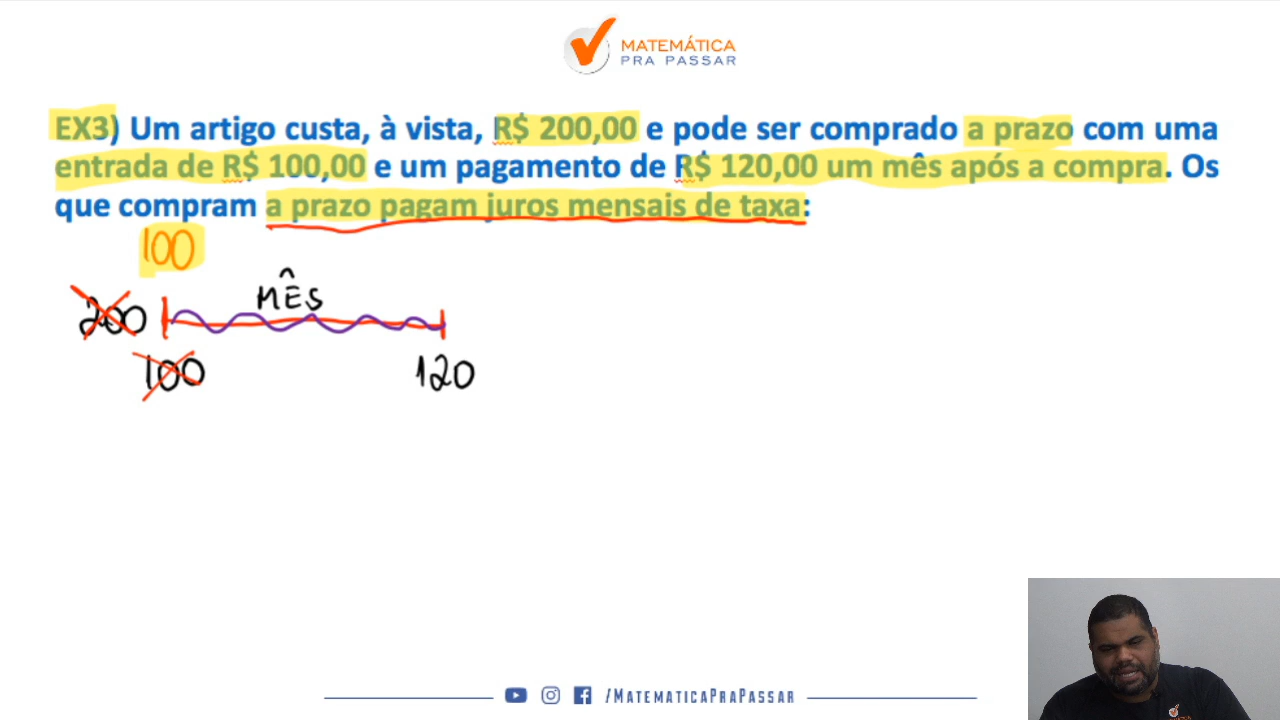 MATEMÁTICA
PRA PASSAR
EX3) Um artigo custa, à vista, R$ 200,00 e pode ser comprado a prazo com uma
entrada de R$ 100,00 e um pagamento de R$ 120,00 um mês após a compra. Os
que compram a prazo pagam juros mensais de taxa:
100
MÊS
200
100
120
/MATEMATICAPRAPASSAR